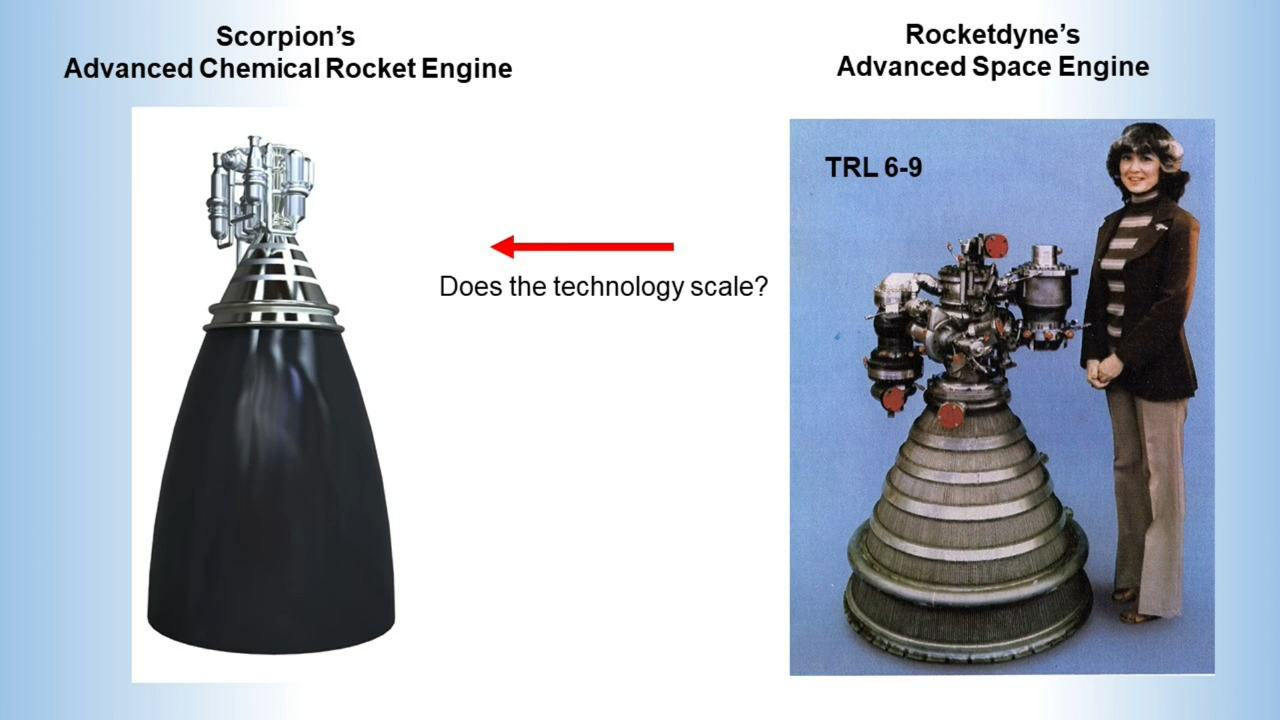 Scorpion’s
Advanced Chemical Rocket Engine
Rocketdyne’s
Advanced Space Engine
TRL 6-9
Does the technology scale?